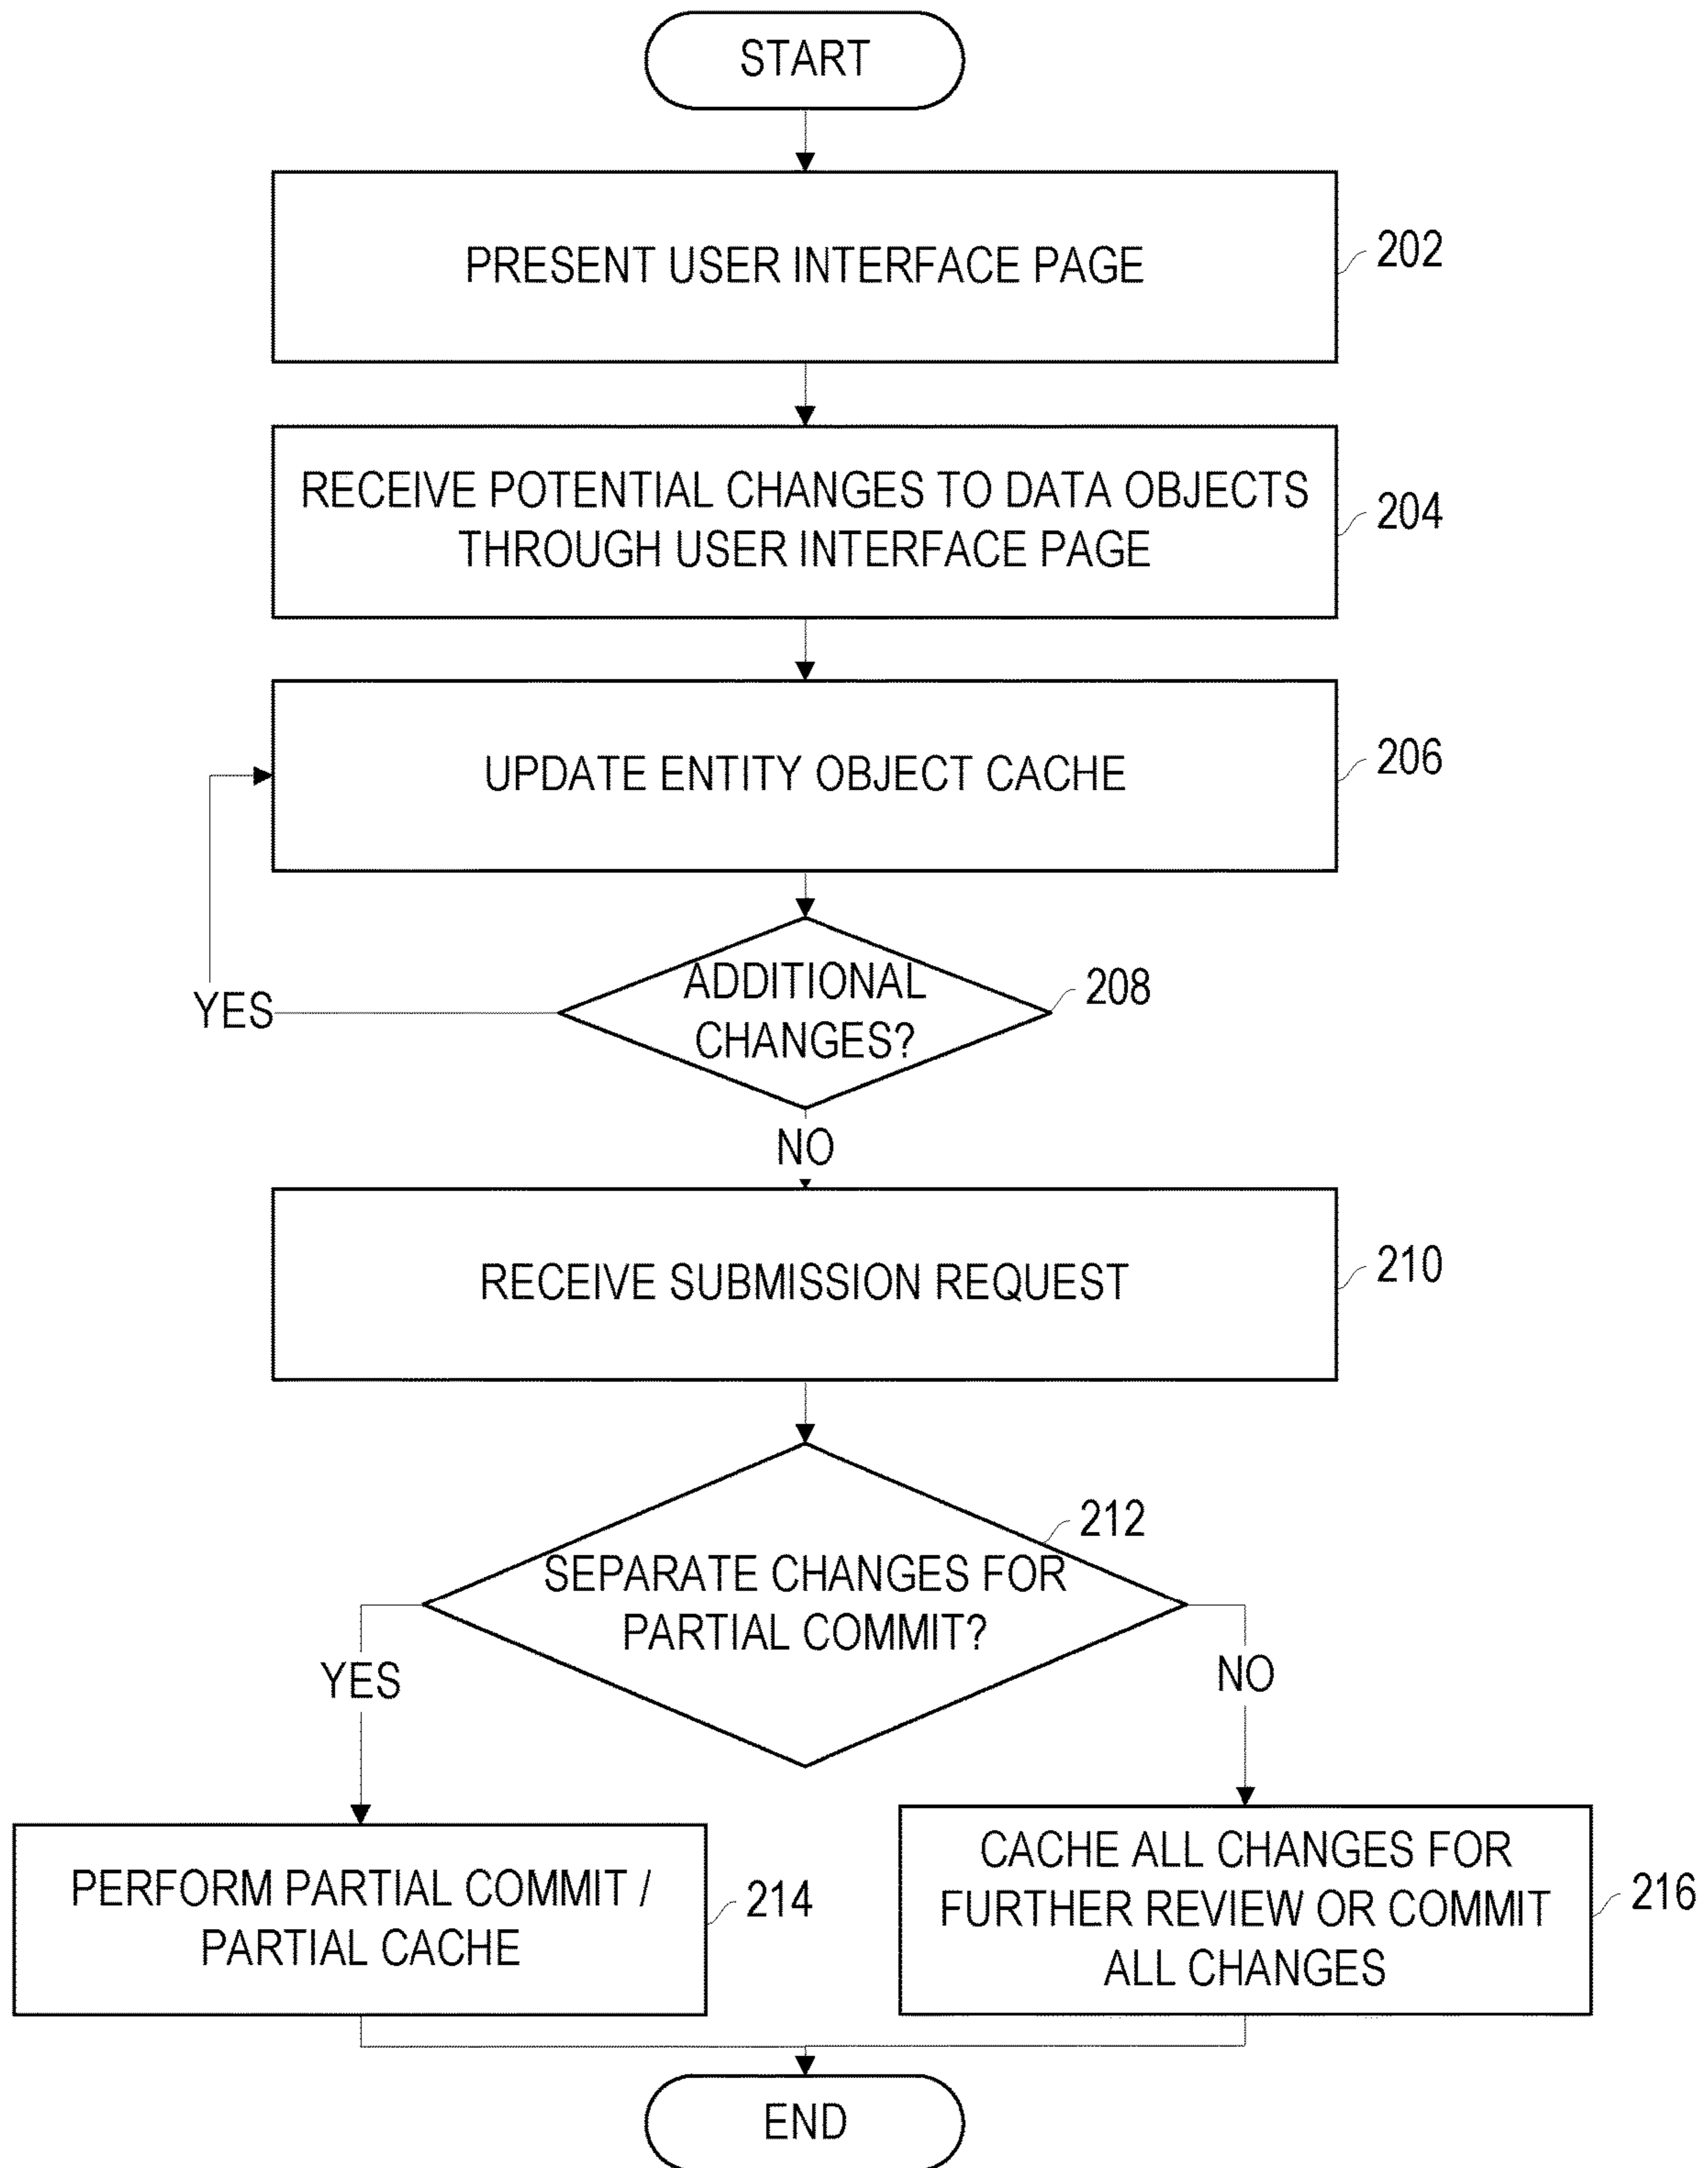 START
PRESENT USER INTERFACE PAGE
202
RECEIVE POTENTIAL CHANGES TO DATA OBJECTS
THROUGH USER INTERFACE PAGE
204
UPDATE ENTITY OBJECT CACHE
206
ADDITIONAL
CHANGES?
208
YES
NO
RECEIVE SUBMISSION REQUEST
210
212
SEPARATE CHANGES FOR
PARTIAL COMMIT?
YES
NO
PERFORM PARTIAL COMMIT /
PARTIAL CACHE
214
CACHE ALL CHANGES FOR
FURTHER REVIEW OR COMMIT
ALL CHANGES
216
END